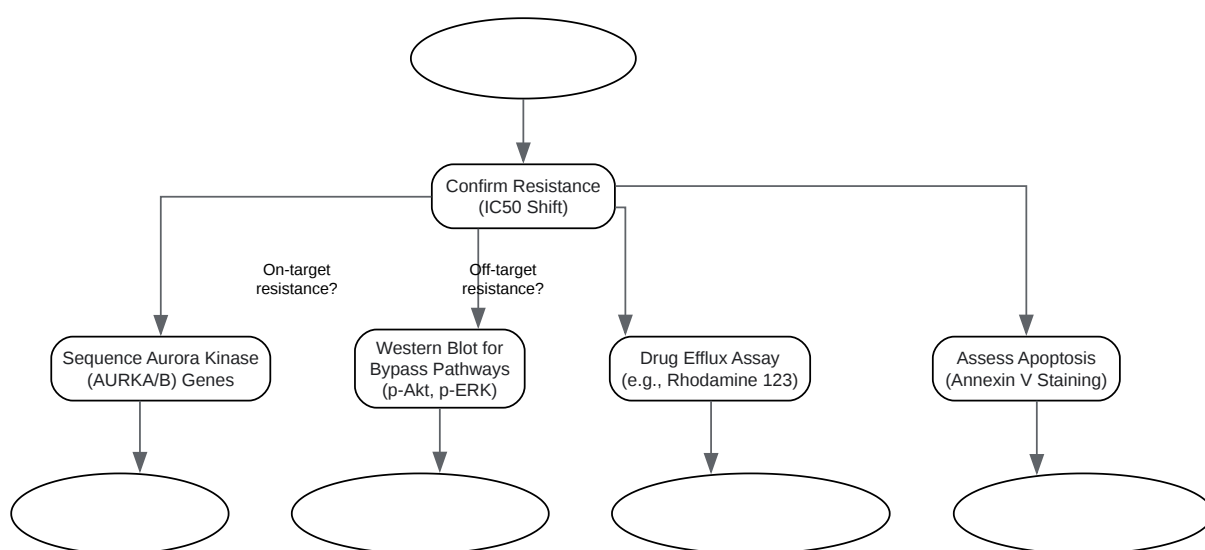 Confirm Resistance
(IC50 Shift)
On-target
resistance?
Off-target
resistance?
Sequence Aurora Kinase
(AURKA/B) Genes
Western Blot for
Bypass Pathways
(p-Akt, p-ERK)
Drug Efflux Assay
(e.g., Rhodamine 123)
Assess Apoptosis
(Annexin V Staining)